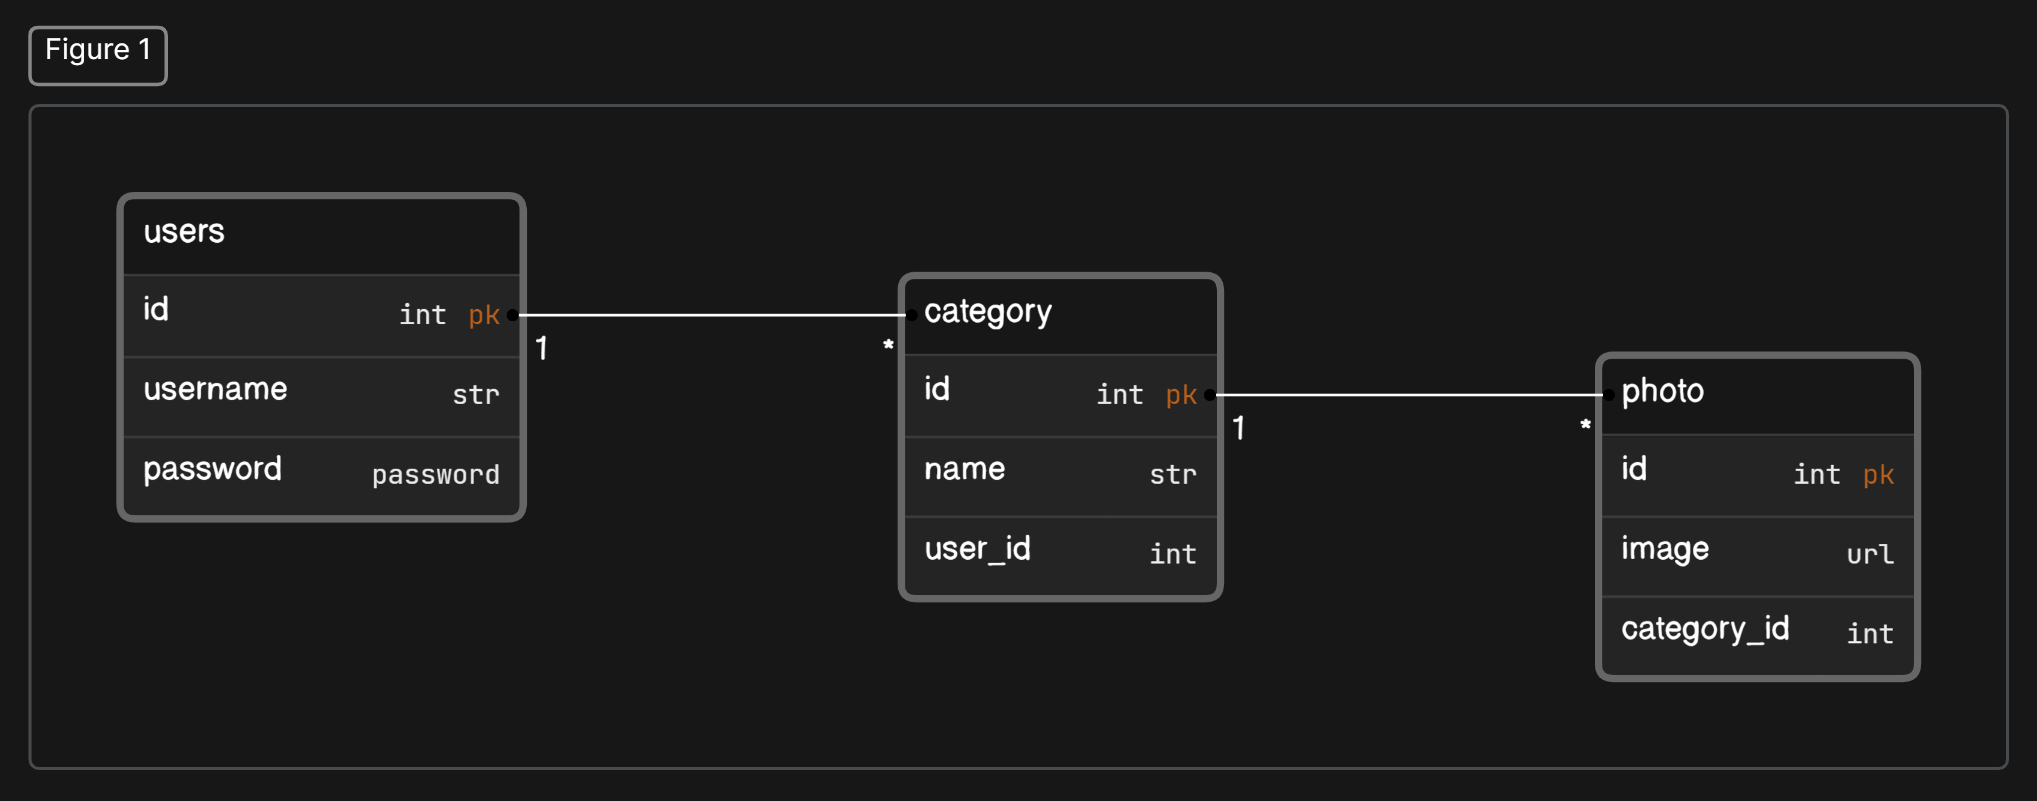 Figure 1
users
id int pk
username str
password password
1
*
category
id int pk
name str
user_id int
1
*
photo
id int pk
image url
category_id int